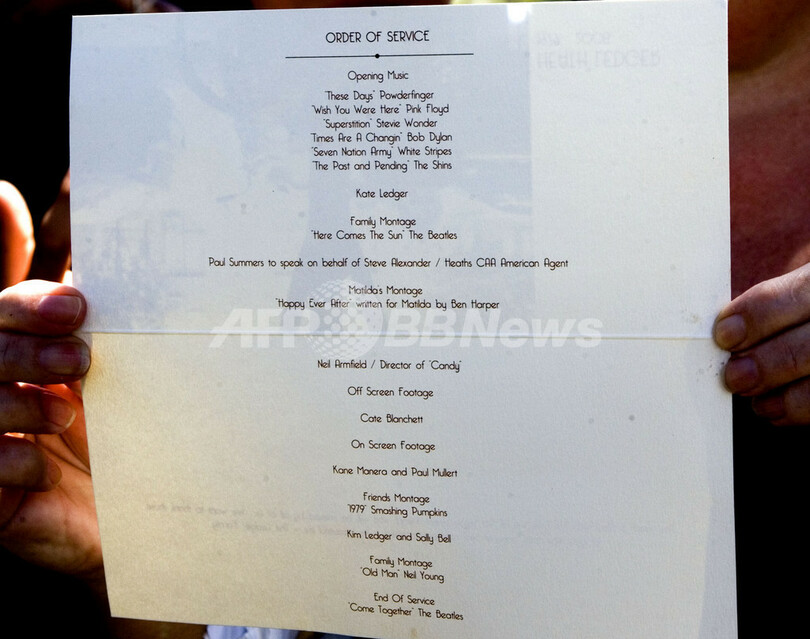 ORDER OF SERVICE
Opening Music
"These Days" Powderfinger
"Wish You Were Here" Pink Floyd
"Superstition" Stevie Wonder
"Times Are A Changin" Bob Dylan
"Seven Nation Army" White Stripes
"The Past and Pending" The Shins
Kate Ledger
Family Montage
"Here Comes The Sun" The Beatles
Paul Summers to speak on behalf of Steve Alexander / Heaths CAA American Agent
Matilda's Montage
"Happy Ever After" written for Matilda by Ben Harper
AFP BBNews
Neil Armfield / Director of "Candy"
Off Screen Footage
Cate Blanchett
On Screen Footage
Kane Manera and Paul Mullert
Friends Montage
"1979" Smashing Pumpkins
Kim Ledger and Sally Bell
Family Montage
"Old Man" Neil Young
End Of Service
"Come Together" The Beatles
HEATH LEDGER